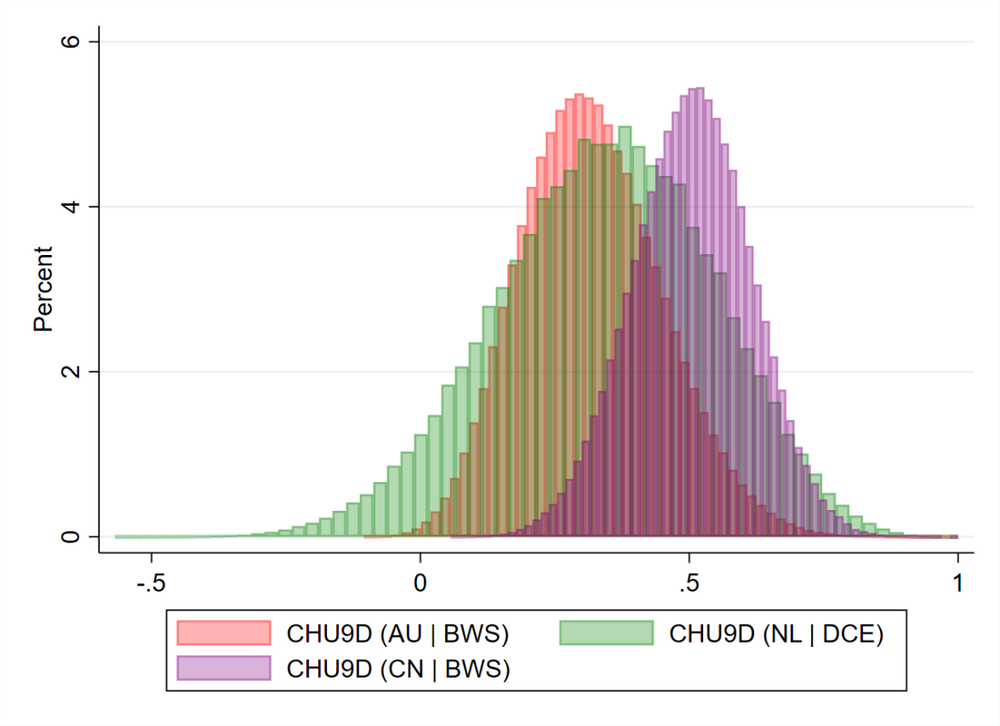 6
4
2
0
Percent
-.5 0 .5 1
CHU9D (AU | BWS) CHU9D (NL | DCE)
CHU9D (CN | BWS)